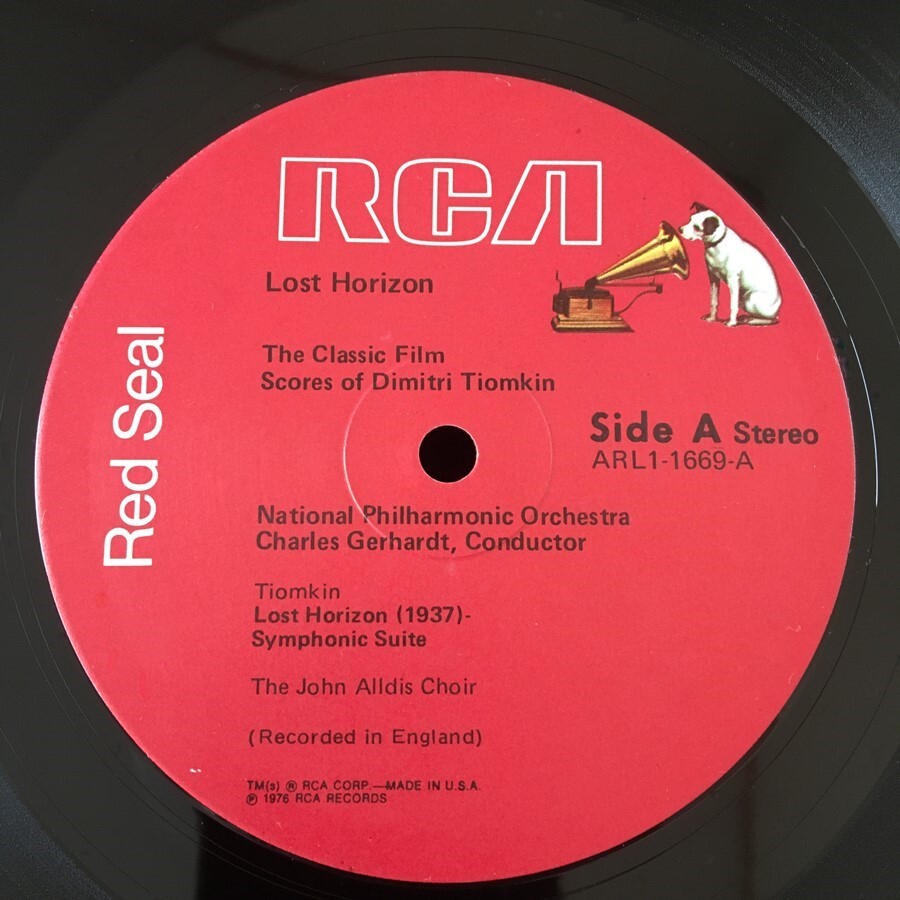 RCA
Lost Horizon
Red Seal
The Classic Film
Scores of Dimitri Tiomkin
Side A Stereo
ARL1-1669-A
National Philharmonic Orchestra
Charles Gerhardt, Conductor
Tiomkin
Lost Horizon (1937)-
Symphonic Suite
The John Alldis Choir
(Recorded in England)
TM(s) ® RCA CORP.—MADE IN U.S.A.
℗ 1976 RCA RECORDS